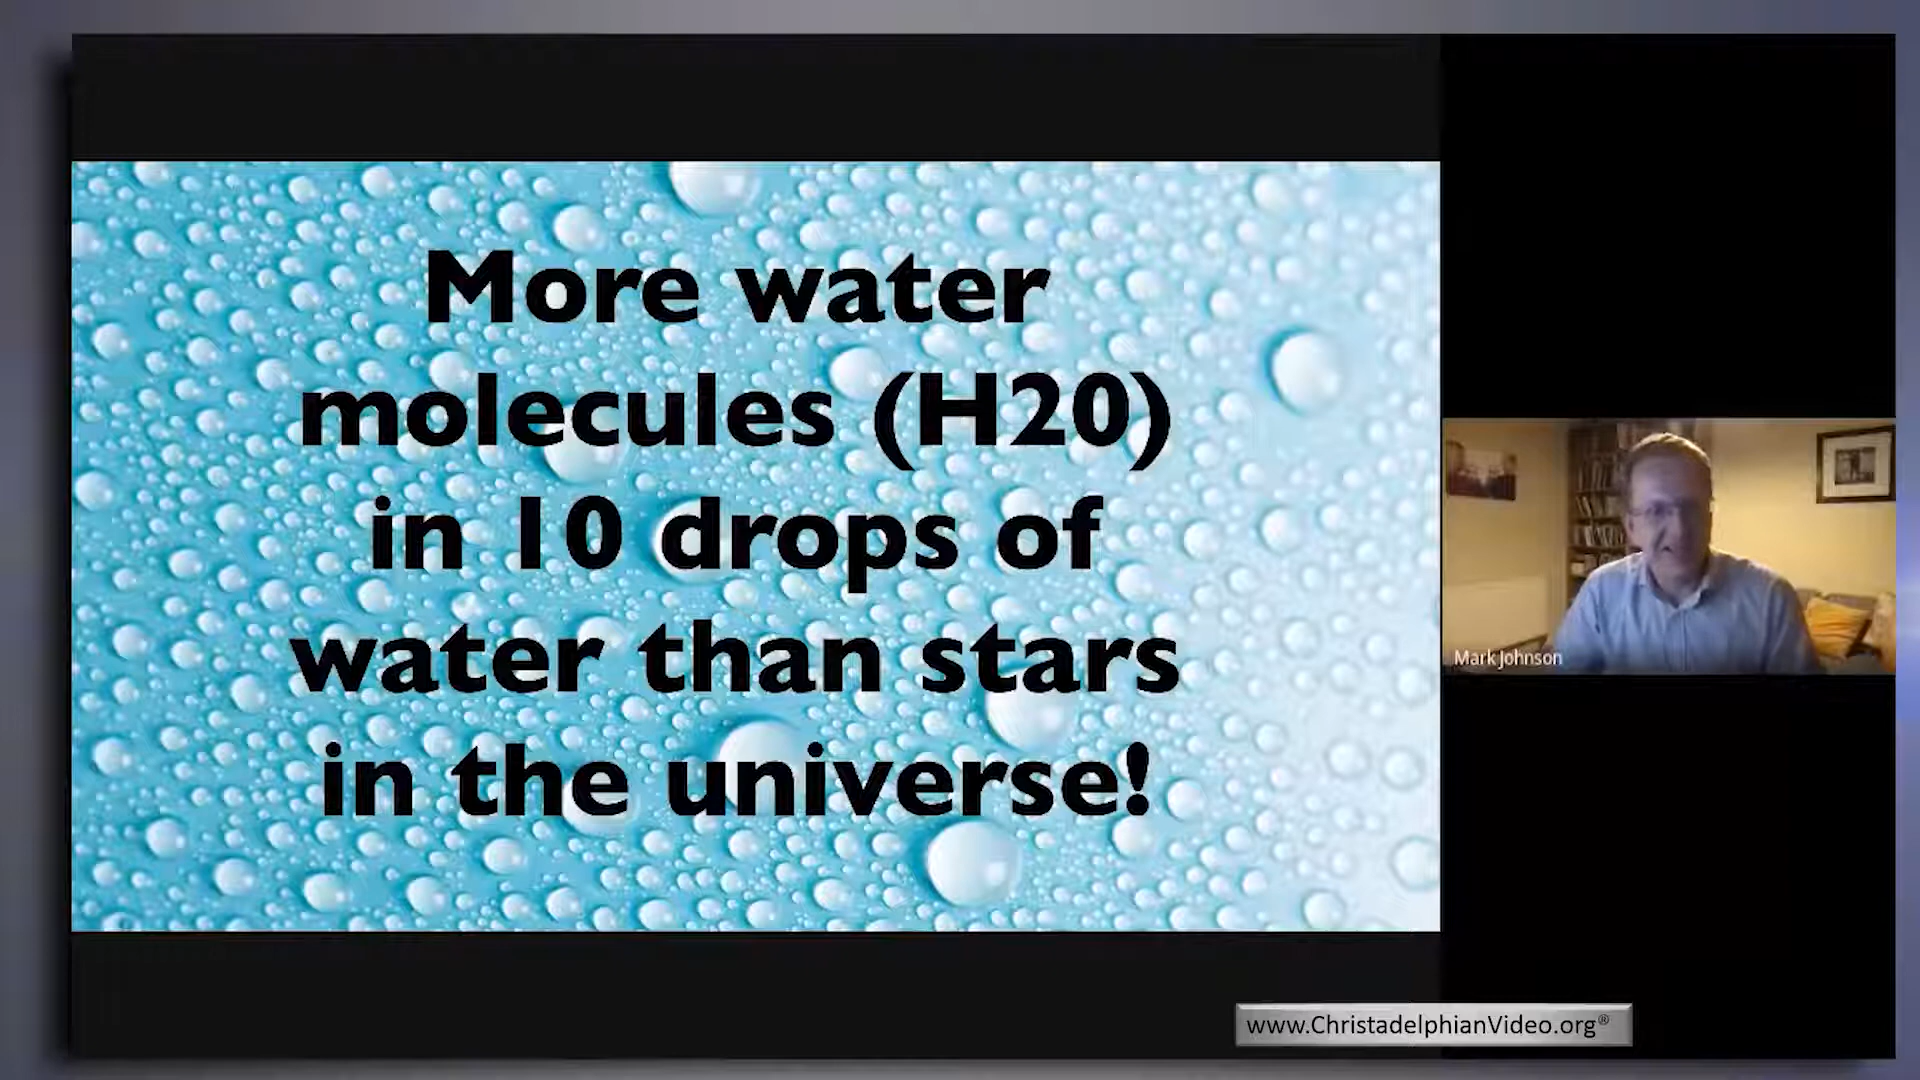 More water
molecules (H20)
in 10 drops of
water than stars
in the universe!
Mark Johnson
www.ChristadelphianVideo.org®